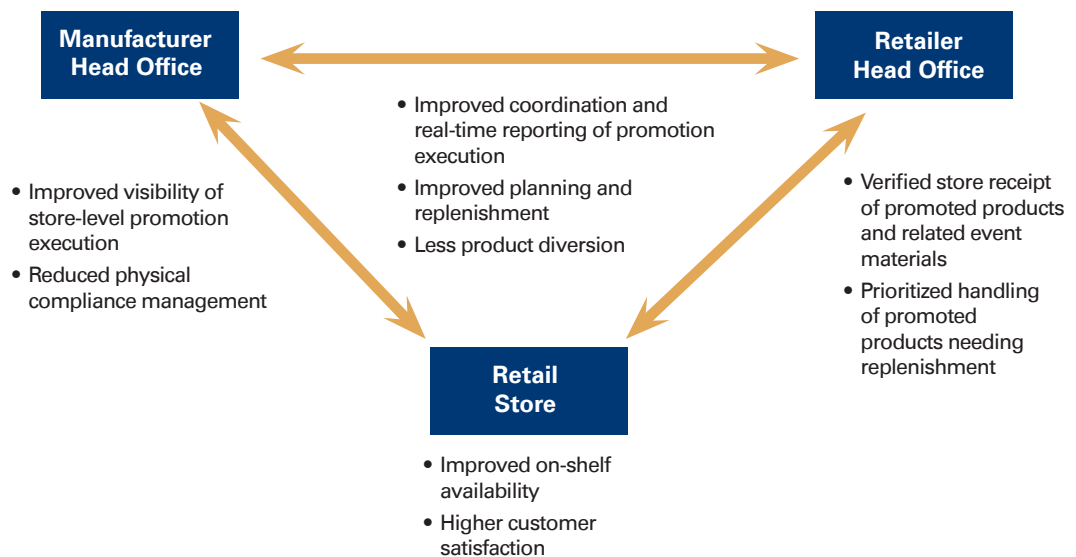 Manufacturer
Head Office
Retailer
Head Office
• Improved coordination and
real-time reporting of promotion
execution
• Improved planning and
replenishment
• Less product diversion
• Improved visibility of
store-level promotion
execution
• Reduced physical
compliance management
• Verified store receipt
of promoted products
and related event
materials
• Prioritized handling
of promoted
products needing
replenishment
Retail
Store
• Improved on-shelf
availability
• Higher customer
satisfaction